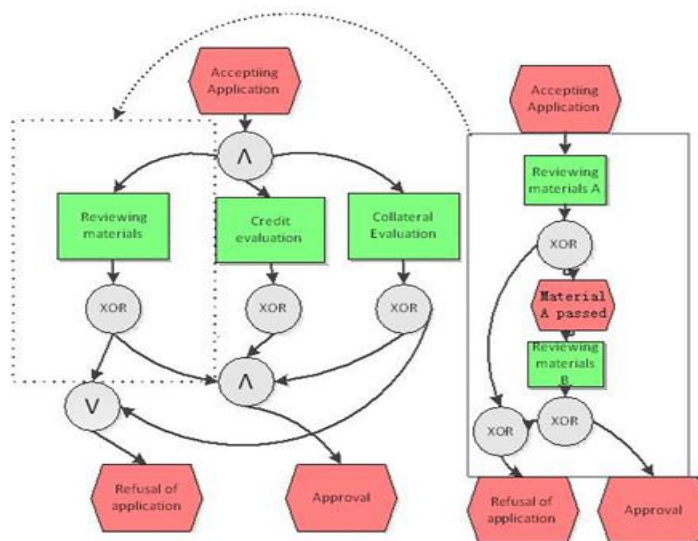 Acceptiing
Application
Λ
Reviewing
materials
Credit
evaluation
Collateral
Evaluation
XOR
XOR
XOR
Λ
V
Refusal of
application
Approval
Acceptiing
Application
Reviewing
materials A
XOR
Material
A passed
Reviewing
materials
B
XOR
XOR
Refusal of
application
Approval